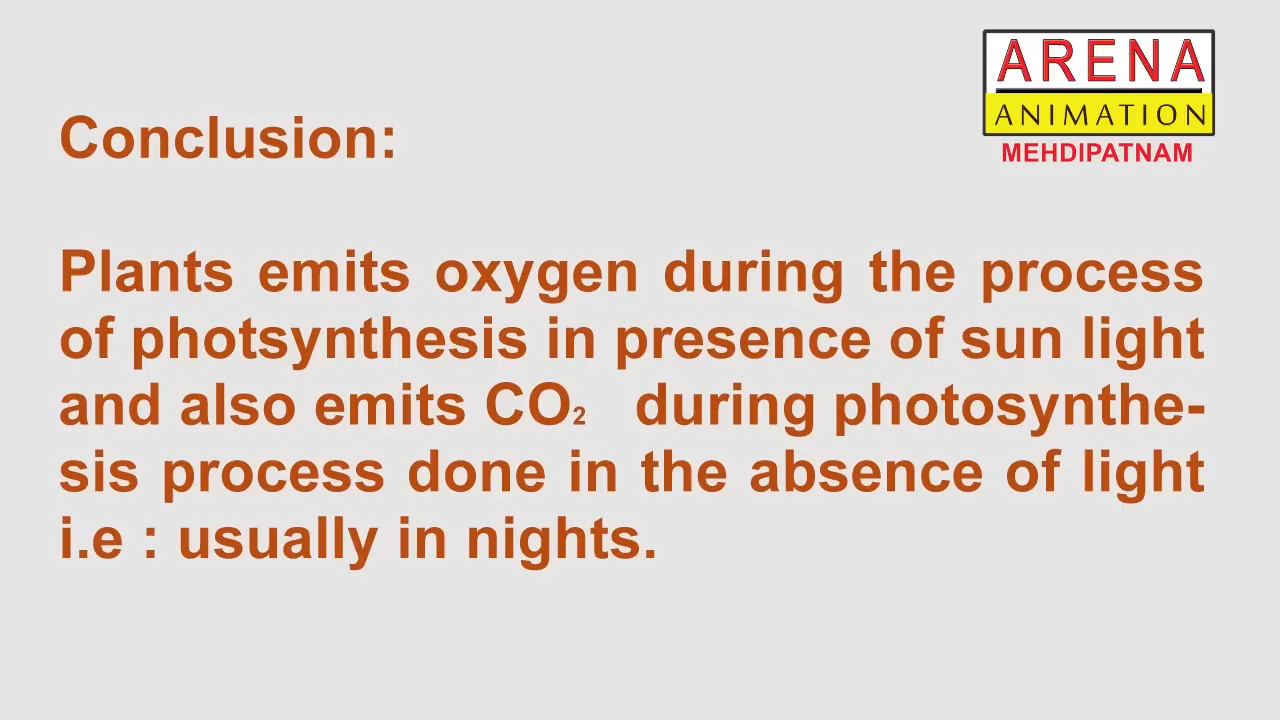 ARENA
ANIMATION
MEHDIPATNAM
Conclusion:
Plants emits oxygen during the process
of photsynthesis in presence of sun light
and also emits CO₂ during photosynthe-
sis process done in the absence of light
i.e : usually in nights.